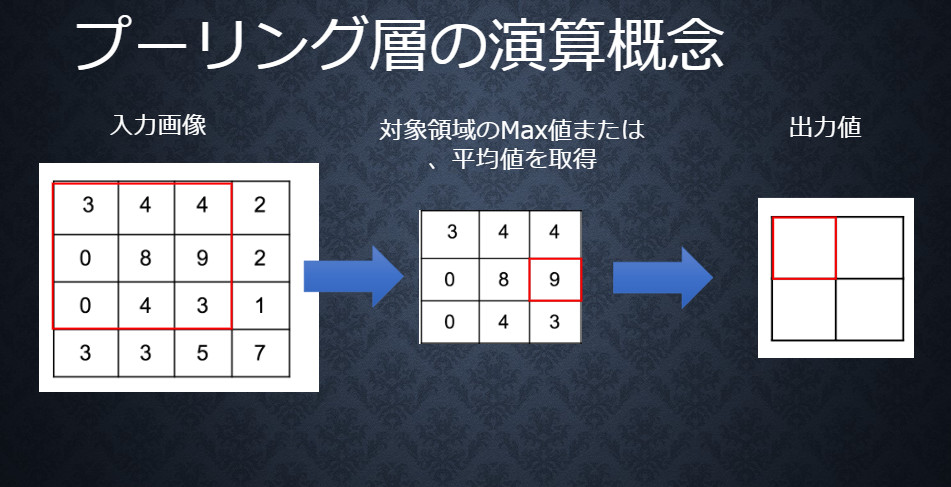 プーリング層の演算概念
入力画像
対象領域のMax値または
、平均値を取得
出力値
3 4 4 2
0 8 9 2
0 4 3 1
3 3 5 7
3 4 4
0 8 9
0 4 3